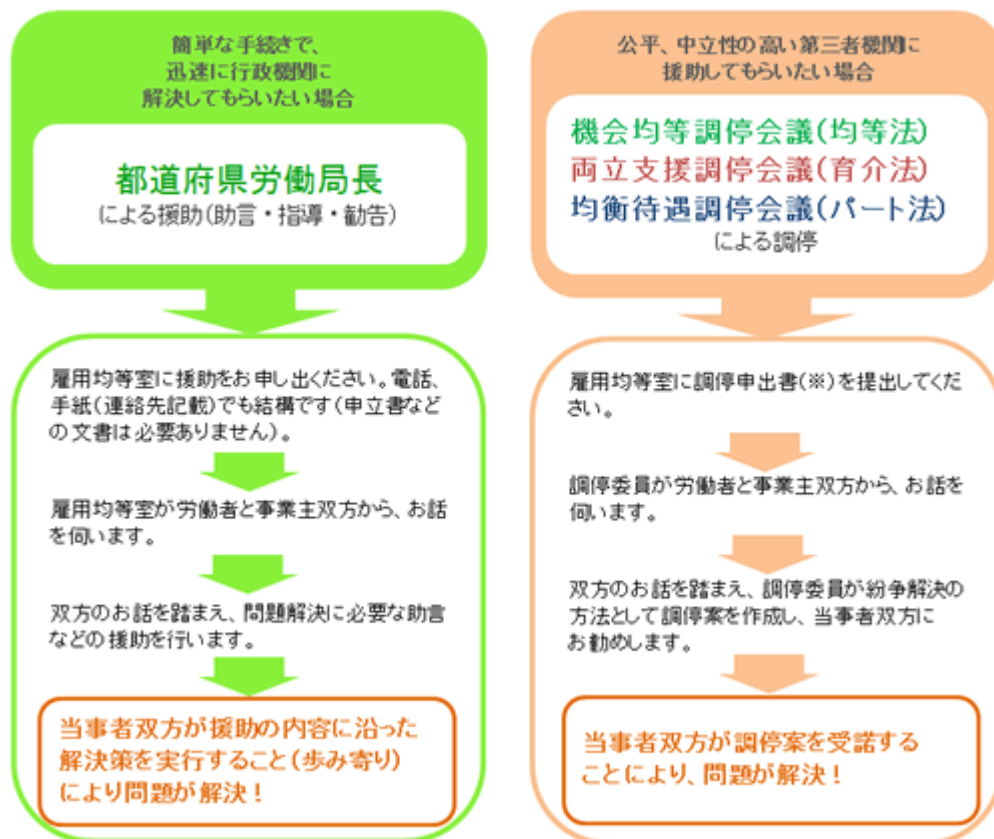 簡単な手続きで、
迅速に行政機関に
解決してもらいたい場合
都道府県労働局長
による援助(助言・指導・勧告)
雇用均等室に援助をお申し出ください。電話、
手紙(連絡先記載)でも結構です(申立書など
の文書は必要ありません)。
雇用均等室が労働者と事業主双方から、お話
を伺います。
双方のお話を踏まえ、問題解決に必要な助言
などの援助を行います。
当事者双方が援助の内容に沿った
解決策を実行すること(歩み寄り)
により問題が解決!
公平、中立性の高い第三者機関に
援助してもらいたい場合
機会均等調停会議(均等法)
両立支援調停会議(育介法)
均衡待遇調停会議(パート法)
による調停
雇用均等室に調停申出書(※)を提出してくだ
さい。
調停委員が労働者と事業主双方から、お話を
伺います。
双方のお話を踏まえ、調停委員が紛争解決の
方法として調停案を作成し、当事者双方に
お勧めします。
当事者双方が調停案を受諾する
ことにより、問題が解決!